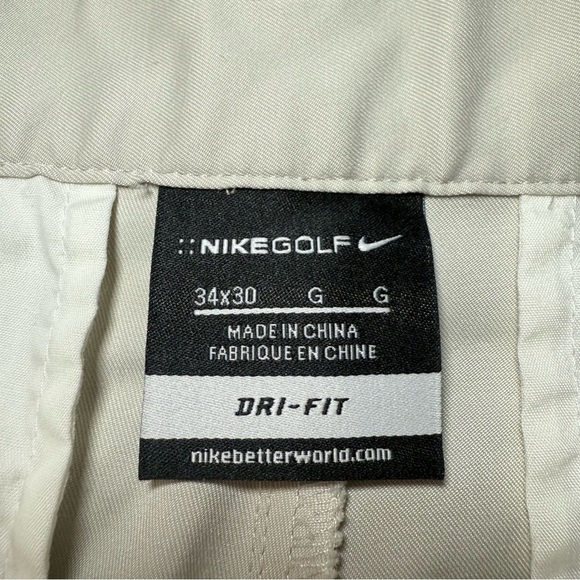 ::NIKEGOLF
34x30 G G
MADE IN CHINA
FABRIQUE EN CHINE
DRI-FIT
nikebetterworld.com